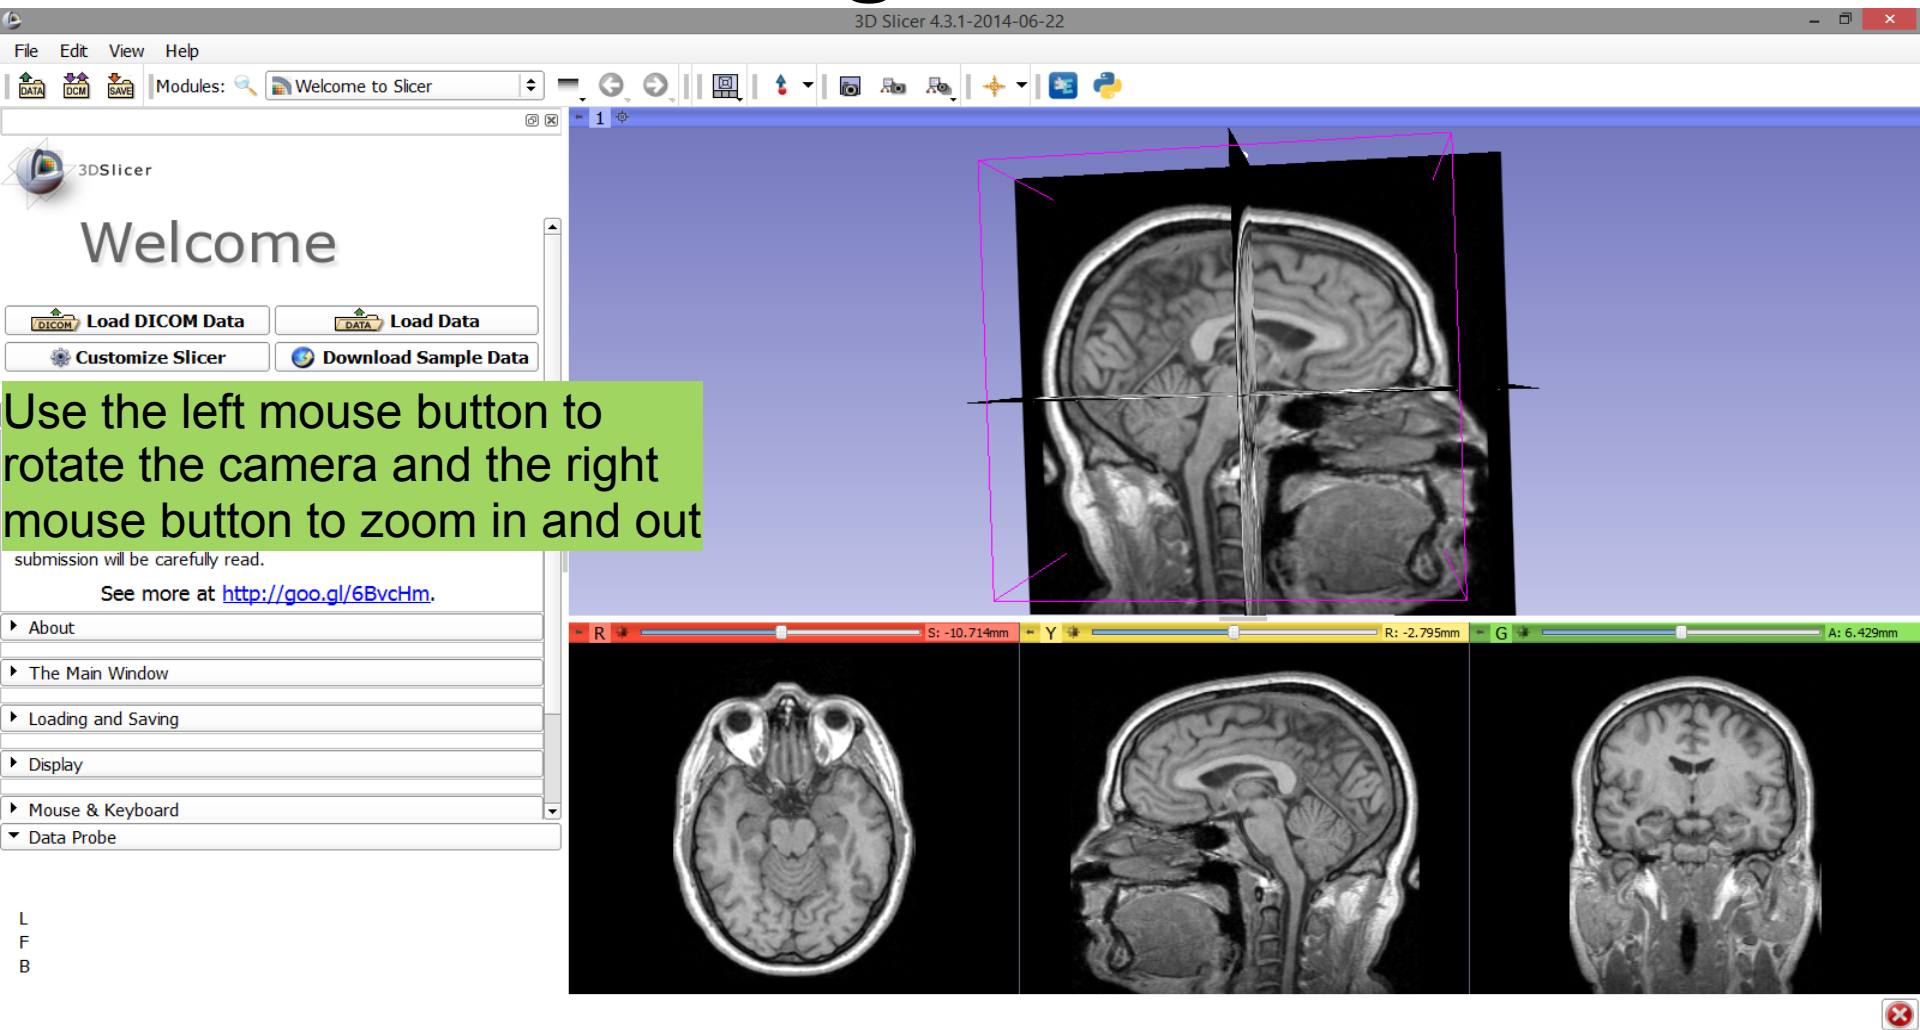 3D Slicer 4.3.1-2014-06-22
File Edit View Help
DATA DCM SAVE Modules: Welcome to Slicer
1
3DSlicer
Welcome
DICOM Load DICOM Data DATA Load Data
Customize Slicer Download Sample Data
Use the left mouse button to
rotate the camera and the right
mouse button to zoom in and out
submission will be carefully read.
See more at http://goo.gl/6BvcHm.
About
The Main Window
Loading and Saving
Display
Mouse & Keyboard
Data Probe
L
F
B
R S: -10.714mm
Y R: -2.795mm
G A: 6.429mm